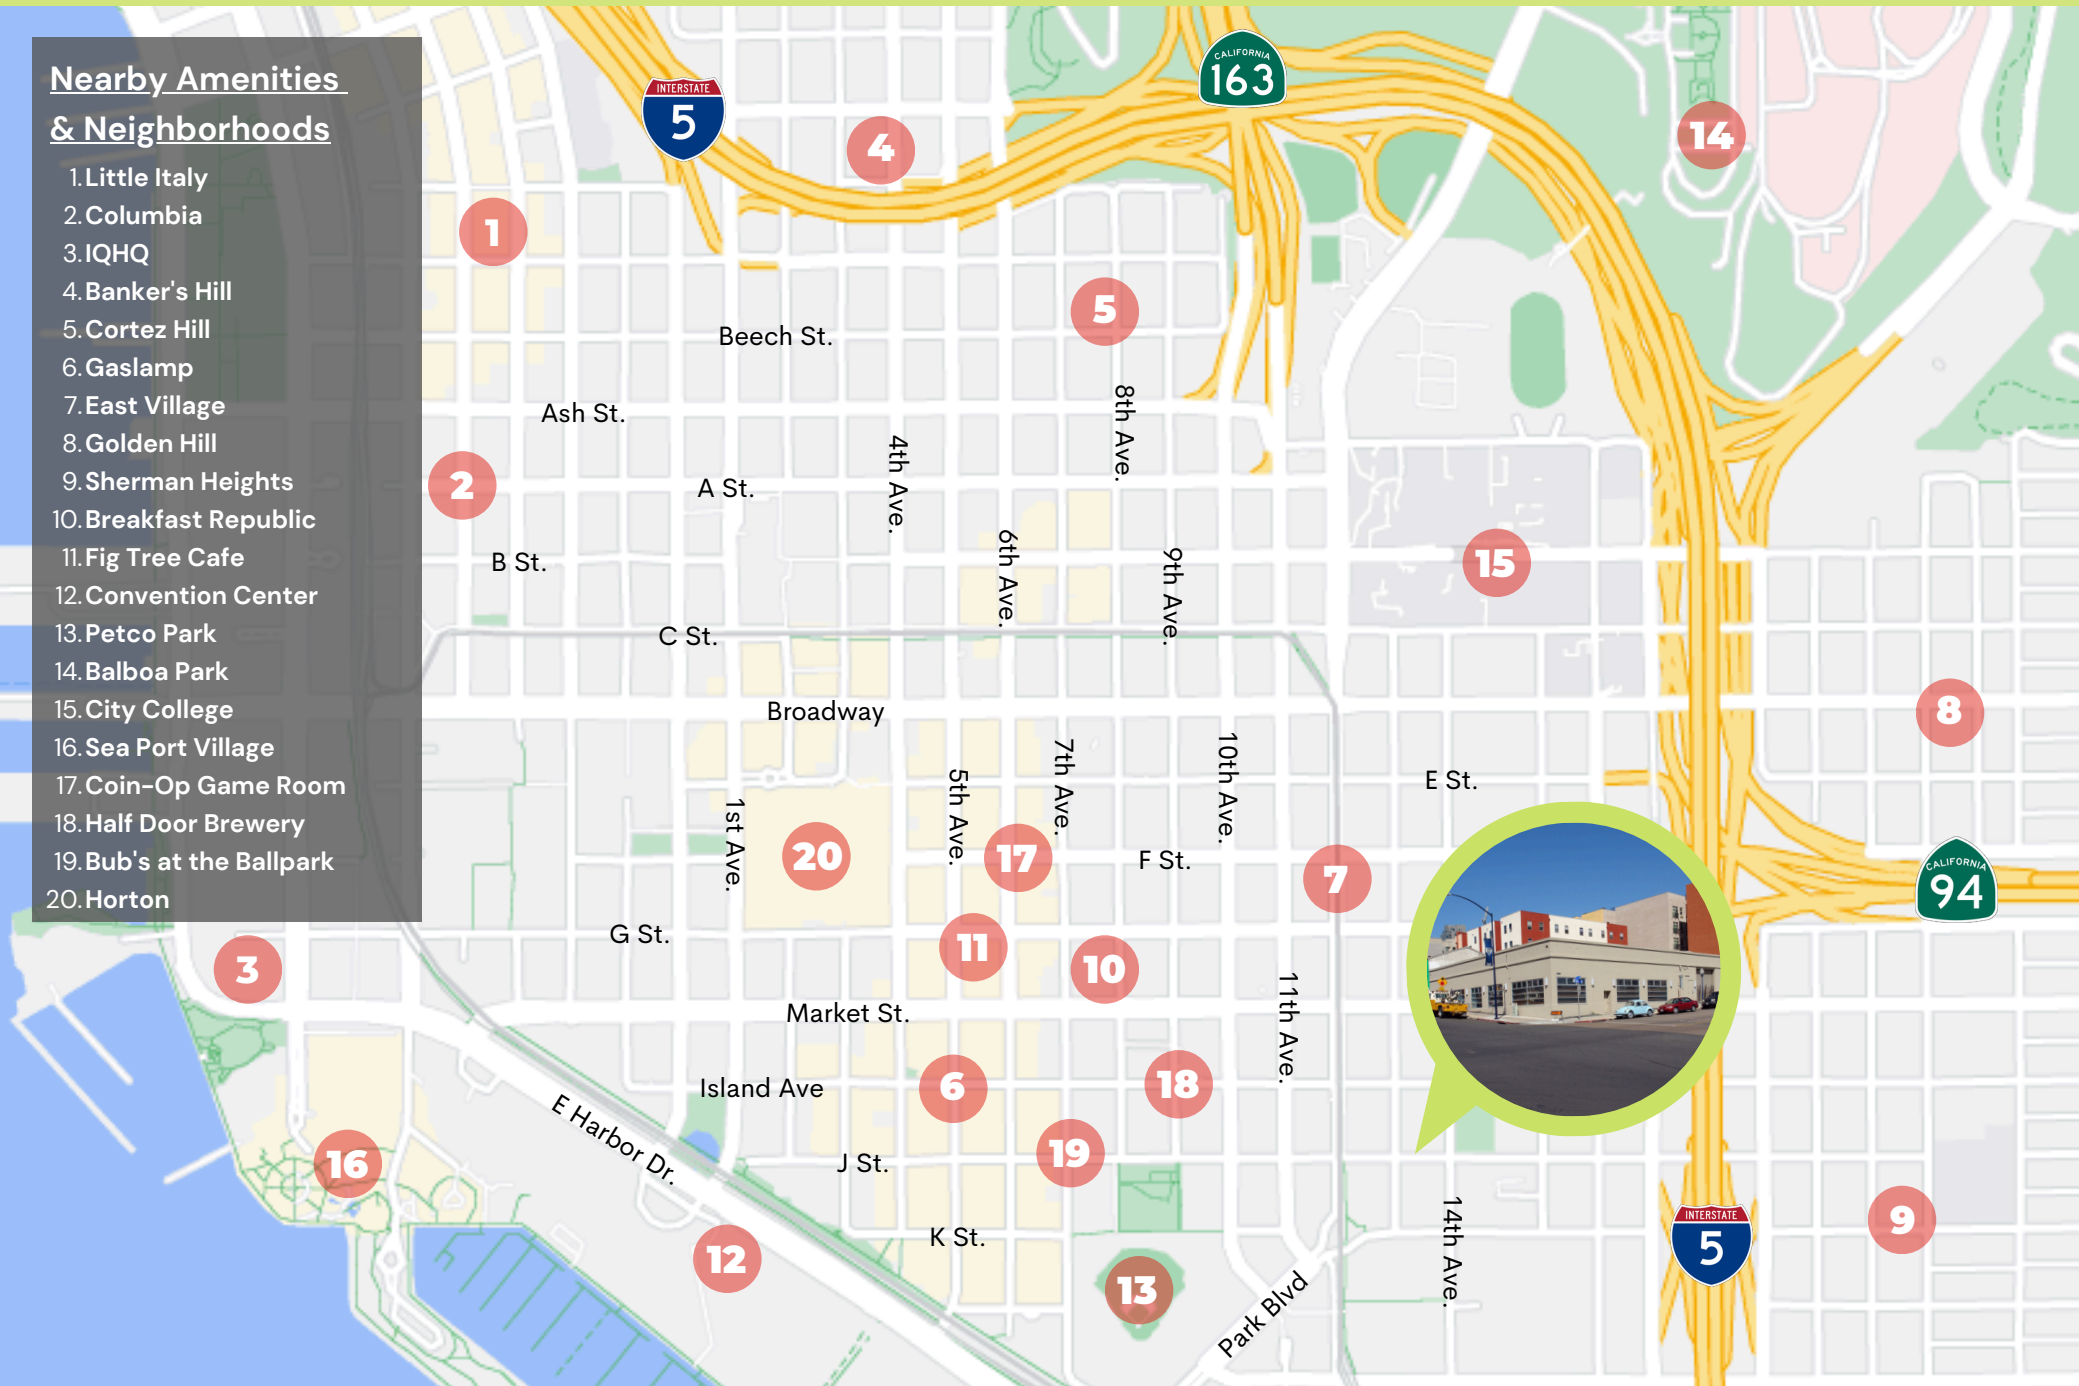 Nearby Amenities
& Neighborhoods
1. Little Italy
2. Columbia
3. IQHQ
4. Banker's Hill
5. Cortez Hill
6. Gaslamp
7. East Village
8. Golden Hill
9. Sherman Heights
10. Breakfast Republic
11. Fig Tree Cafe
12. Convention Center
13. Petco Park
14. Balboa Park
15. City College
16. Sea Port Village
17. Coin-Op Game Room
18. Half Door Brewery
19. Bub's at the Ballpark
20. Horton
INTERSTATE
5
CALIFORNIA
163
4
14
1
5
Beech St.
Ash St.
8th Ave.
4th Ave.
2
A St.
B St.
6th Ave.
9th Ave.
15
C St.
Broadway
8
7th Ave.
10th Ave.
E St.
1st Ave.
5th Ave.
20
17
F St.
7
CALIFORNIA
94
G St.
3
11
10
11th Ave.
Market St.
Island Ave
6
18
E Harbor Dr.
16
J St.
19
14th Ave.
9
K St.
12
13
Park Blvd
INTERSTATE
5